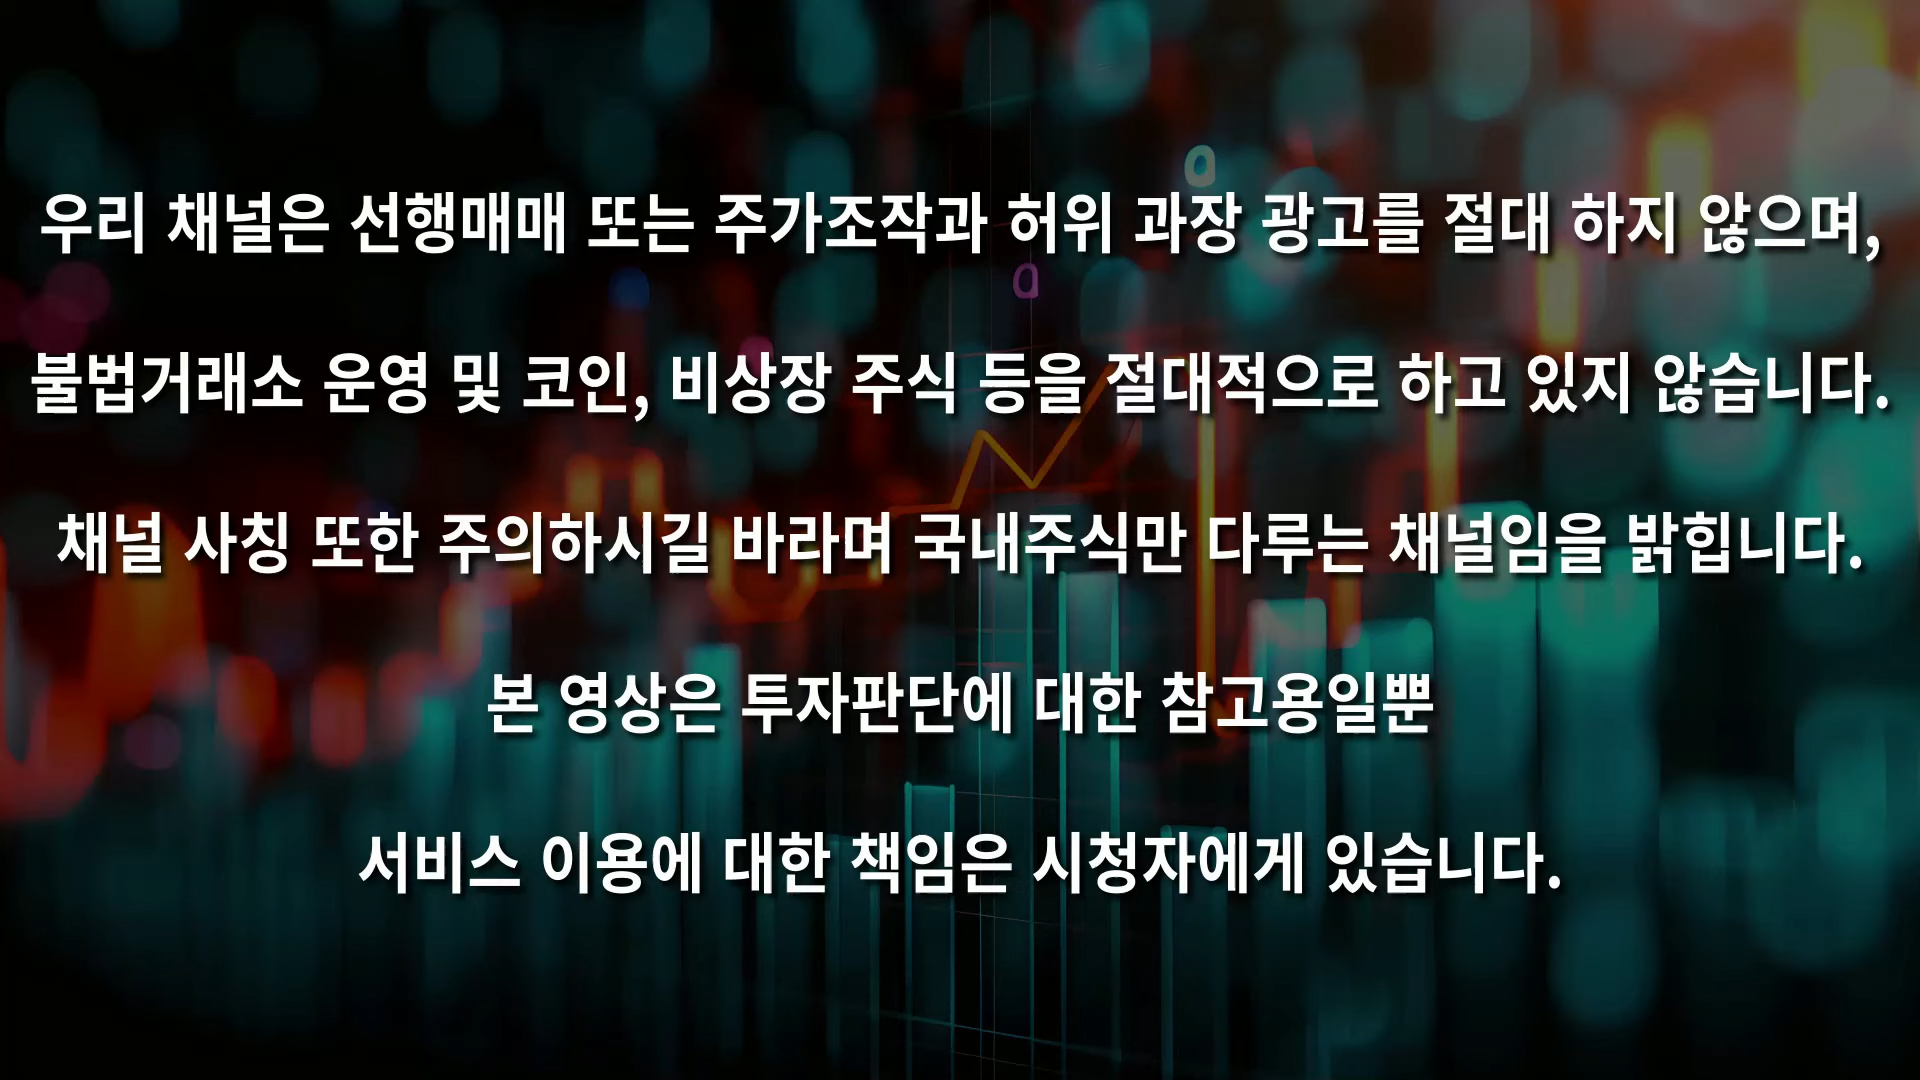 우리 채널은 선행매매 또는 주가조작과 허위 과장 광고를 절대 하지 않으며,
불법거래소 운영 및 코인, 비상장 주식 등을 절대적으로 하고 있지 않습니다.
채널 사칭 또한 주의하시길 바라며 국내주식만 다루는 채널임을 밝힙니다.
본 영상은 투자판단에 대한 참고용일뿐
서비스 이용에 대한 책임은 시청자에게 있습니다.